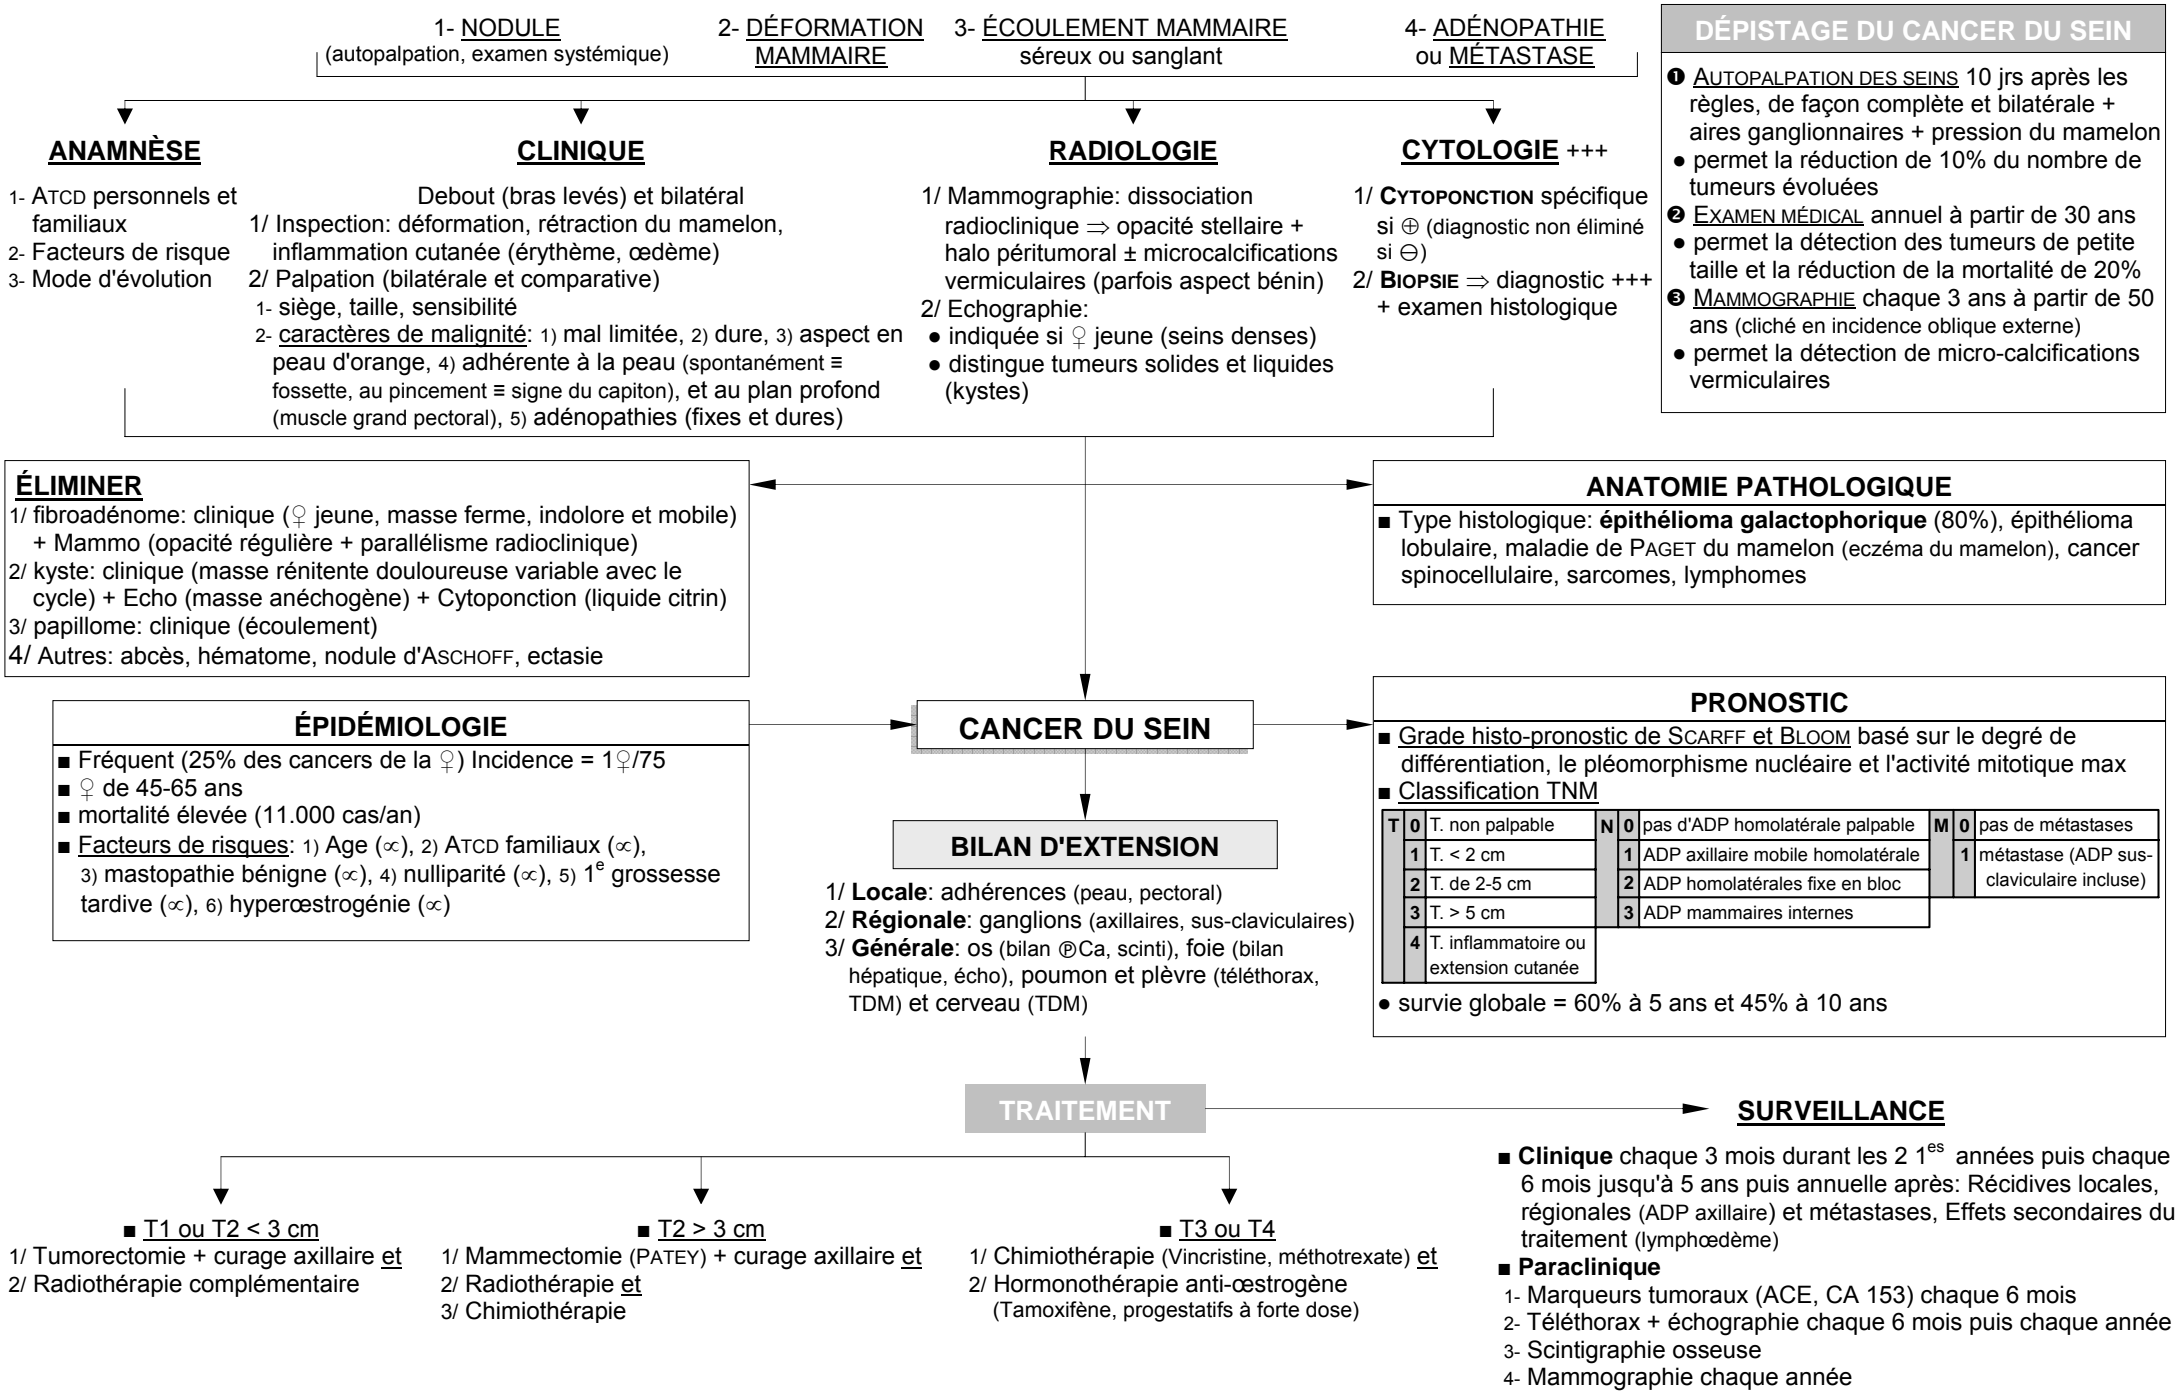 1- NODULE
(autopalpation, examen systémique)
2- DÉFORMATION
MAMMAIRE
3- ÉCOULEMENT MAMMAIRE
séreux ou sanglant
4- ADÉNOPATHIE
ou MÉTASTASE
DÉPISTAGE DU CANCER DU SEIN
❶ AUTOPALPATION DES SEINS 10 jrs après les
règles, de façon complète et bilatérale +
aires ganglionnaires + pression du mamelon
● permet la réduction de 10% du nombre de
tumeurs évoluées
❷ EXAMEN MÉDICAL annuel à partir de 30 ans
● permet la détection des tumeurs de petite
taille et la réduction de la mortalité de 20%
❸ MAMMOGRAPHIE chaque 3 ans à partir de 50
ans (cliché en incidence oblique externe)
● permet la détection de micro-calcifications
vermiculaires
ANAMNÈSE
1- ATCD personnels et
familiaux
2- Facteurs de risque
3- Mode d'évolution
CLINIQUE
Debout (bras levés) et bilatéral
1/ Inspection: déformation, rétraction du mamelon,
inflammation cutanée (érythème, œdème)
2/ Palpation (bilatérale et comparative)
1- siège, taille, sensibilité
2- caractères de malignité: 1) mal limitée, 2) dure, 3) aspect en
peau d'orange, 4) adhérente à la peau (spontanément ≡
fossette, au pincement ≡ signe du capiton), et au plan profond
(muscle grand pectoral), 5) adénopathies (fixes et dures)
RADIOLOGIE
1/ Mammographie: dissociation
radioclinique ⇒ opacité stellaire +
halo péritumoral ± microcalcifications
vermiculaires (parfois aspect bénin)
2/ Echographie:
● indiquée si ♀ jeune (seins denses)
● distingue tumeurs solides et liquides
(kystes)
CYTOLOGIE +++
1/ CYTOPONCTION spécifique
si ⊕ (diagnostic non éliminé
si ⊖)
2/ BIOPSIE ⇒ diagnostic +++
+ examen histologique
ÉLIMINER
1/ fibroadénome: clinique (♀ jeune, masse ferme, indolore et mobile)
+ Mammo (opacité régulière + parallélisme radioclinique)
2/ kyste: clinique (masse rénitente douloureuse variable avec le
cycle) + Echo (masse anéchogène) + Cytoponction (liquide citrin)
3/ papillome: clinique (écoulement)
4/ Autres: abcès, hématome, nodule d'ASCHOFF, ectasie
ANATOMIE PATHOLOGIQUE
■ Type histologique: épithélioma galactophorique (80%), épithélioma
lobulaire, maladie de PAGET du mamelon (eczéma du mamelon), cancer
spinocellulaire, sarcomes, lymphomes
ÉPIDÉMIOLOGIE
■ Fréquent (25% des cancers de la ♀) Incidence = 1♀/75
■ ♀ de 45-65 ans
■ mortalité élevée (11.000 cas/an)
■ Facteurs de risques: 1) Age (∝), 2) ATCD familiaux (∝),
3) mastopathie bénigne (∝), 4) nulliparité (∝), 5) 1e grossesse
tardive (∝), 6) hyperœstrogénie (∝)
CANCER DU SEIN
PRONOSTIC
■ Grade histo-pronostic de SCARFF et BLOOM basé sur le degré de
différentiation, le pléomorphisme nucléaire et l'activité mitotique max
■ Classification TNM
T 0 T. non palpable N 0 pas d'ADP homolatérale palpable M 0 pas de métastases
1 T. < 2 cm 1 ADP axillaire mobile homolatérale 1 métastase (ADP sus-
2 T. de 2-5 cm 2 ADP homolatérales fixe en bloc claviculaire incluse)
3 T. > 5 cm 3 ADP mammaires internes
4 T. inflammatoire ou
extension cutanée
● survie globale = 60% à 5 ans et 45% à 10 ans
BILAN D'EXTENSION
1/ Locale: adhérences (peau, pectoral)
2/ Régionale: ganglions (axillaires, sus-claviculaires)
3/ Générale: os (bilan ℗Ca, scinti), foie (bilan
hépatique, écho), poumon et plèvre (téléthorax,
TDM) et cerveau (TDM)
TRAITEMENT
■ T1 ou T2 < 3 cm
1/ Tumorectomie + curage axillaire et
2/ Radiothérapie complémentaire
■ T2 > 3 cm
1/ Mammectomie (PATEY) + curage axillaire et
2/ Radiothérapie et
3/ Chimiothérapie
■ T3 ou T4
1/ Chimiothérapie (Vincristine, méthotrexate) et
2/ Hormonothérapie anti-œstrogène
(Tamoxifène, progestatifs à forte dose)
SURVEILLANCE
■ Clinique chaque 3 mois durant les 2 1es années puis chaque
6 mois jusqu'à 5 ans puis annuelle après: Récidives locales,
régionales (ADP axillaire) et métastases, Effets secondaires du
traitement (lymphœdème)
■ Paraclinique
1- Marqueurs tumoraux (ACE, CA 153) chaque 6 mois
2- Téléthorax + échographie chaque 6 mois puis chaque année
3- Scintigraphie osseuse
4- Mammographie chaque année